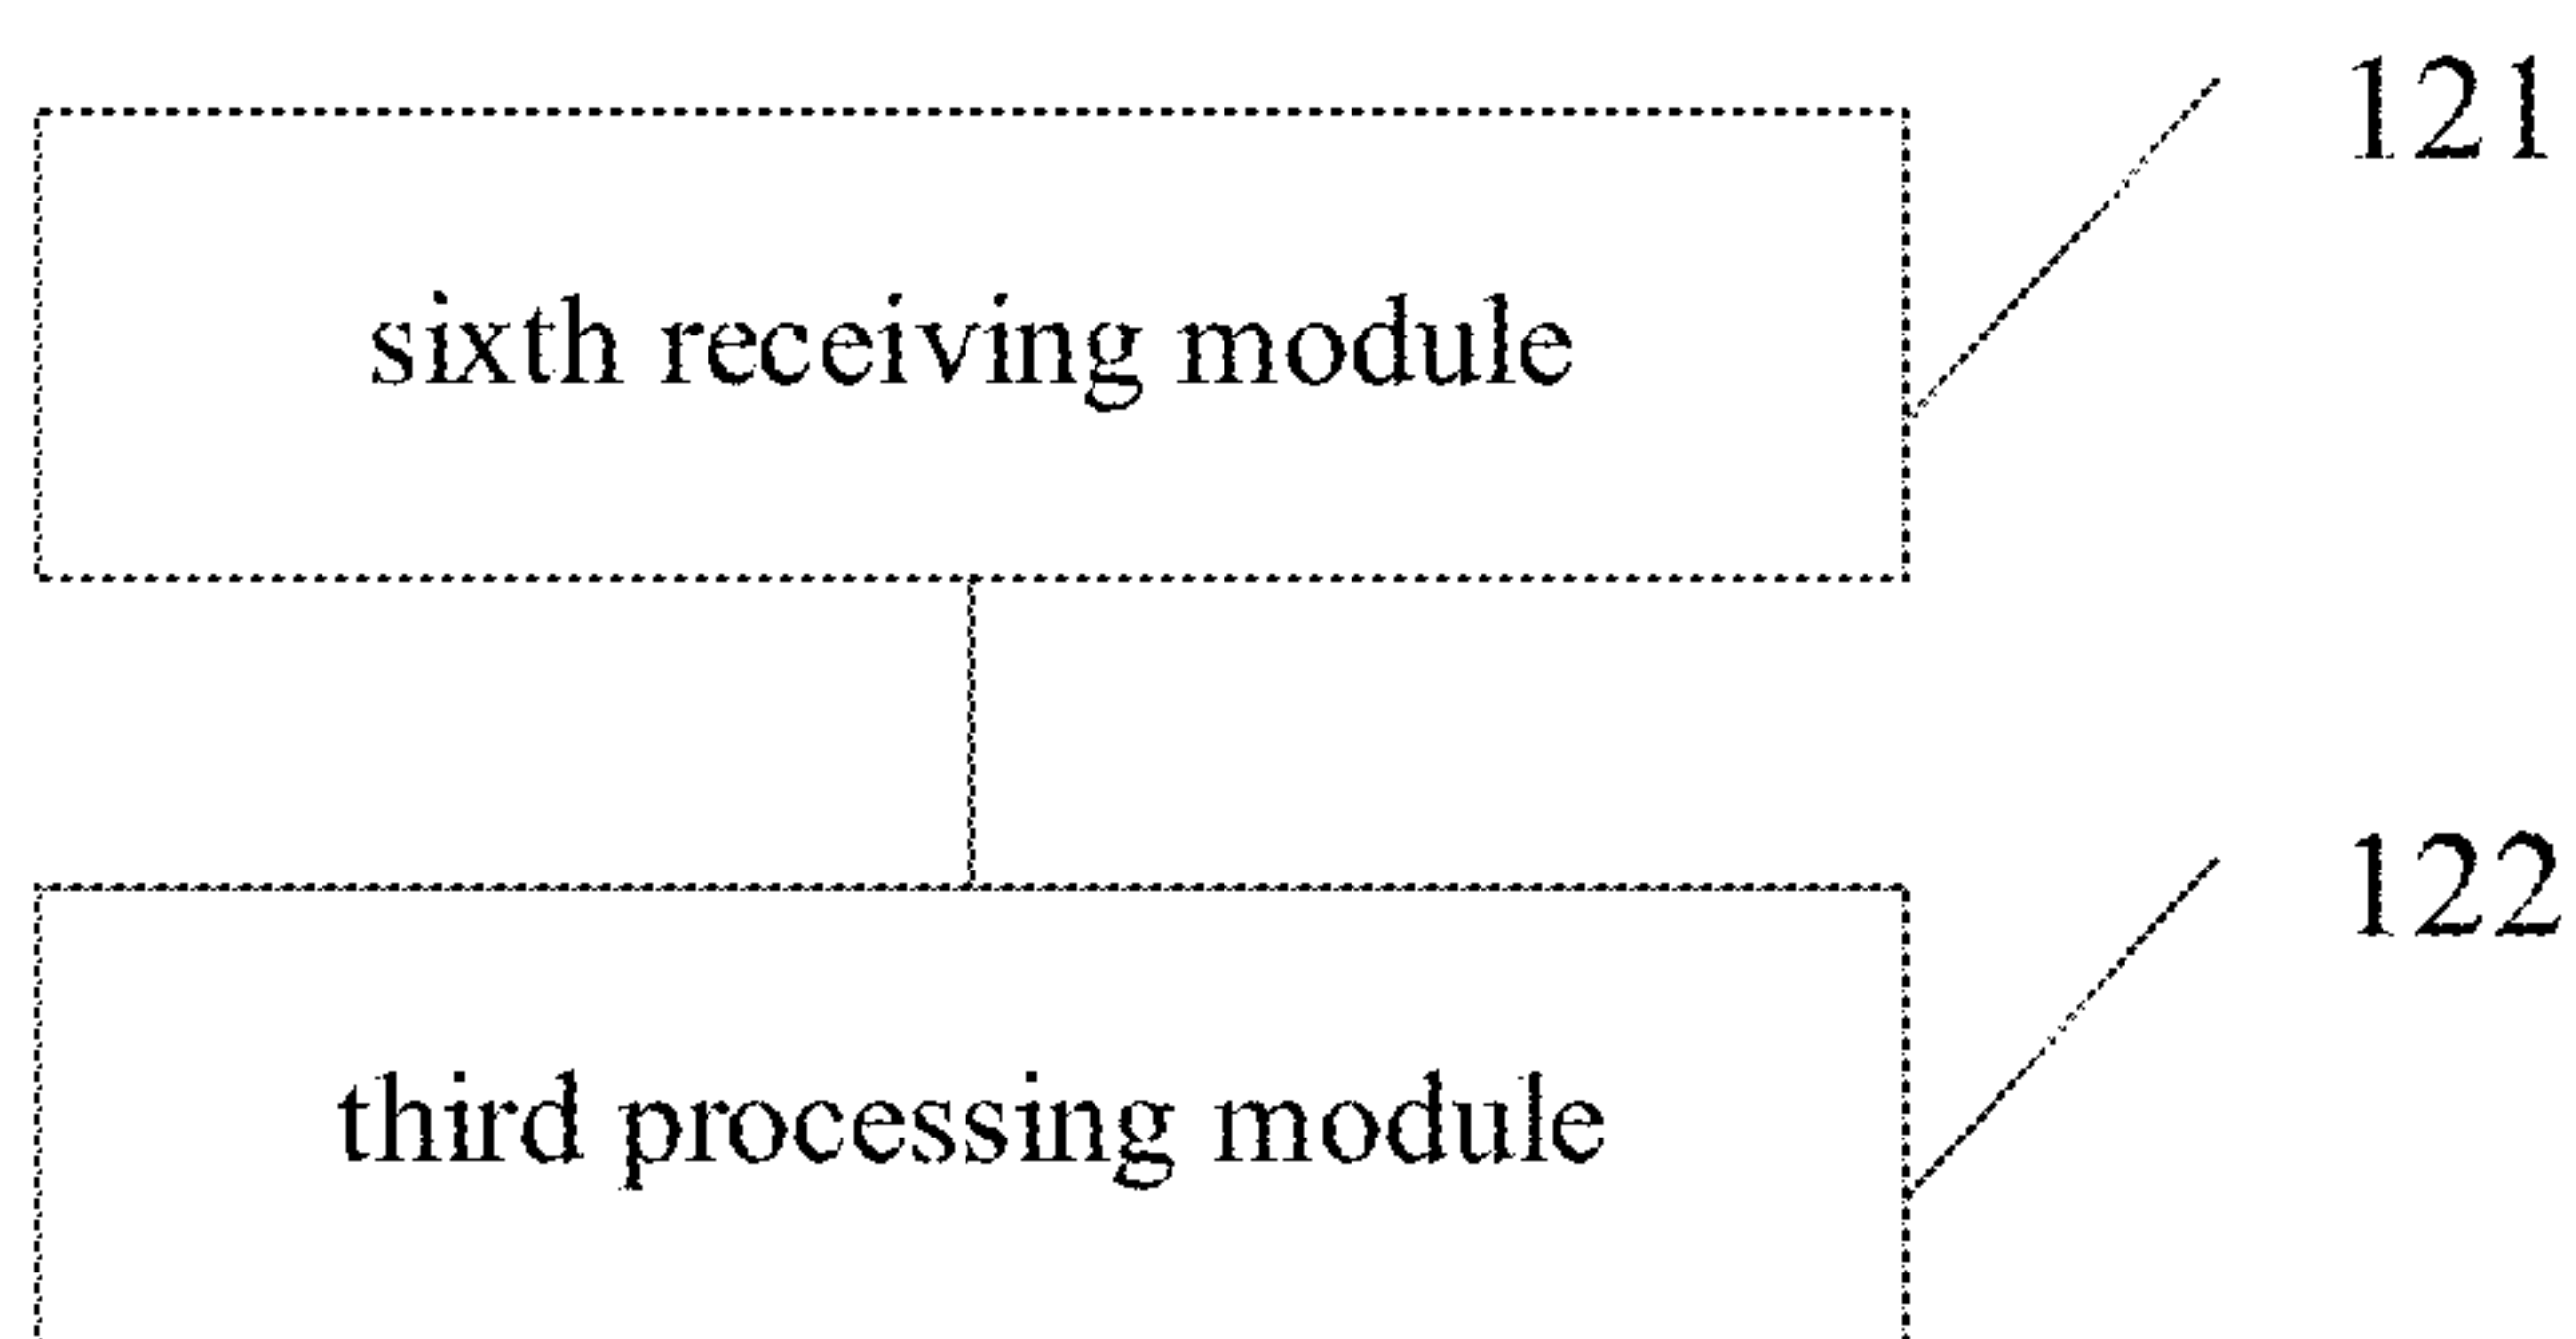 121
sixth receiving module
122
third processing module